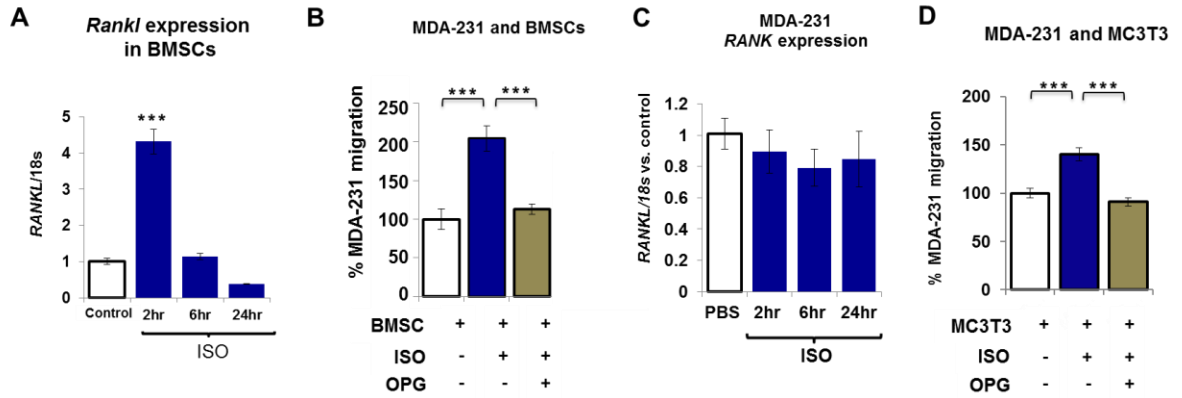 A
Rankl expression
in BMSCs
RANKL/18s
5
4
3
2
1
0
***
Control
2hr
6hr
24hr
ISO
B
MDA-231 and BMSCs
% MDA-231 migration
250
200
150
100
50
0
***
***
BMSC + + +
ISO - + +
OPG +
C
MDA-231
RANK expression
RANKL/18s vs. control
1.2
1
0.8
0.6
0.4
0.2
0
PBS
2hr
6hr
24hr
ISO
D
MDA-231 and MC3T3
% MDA-231 migration
200
150
100
50
0
***
***
MC3T3 + + +
ISO - + +
OPG - - +